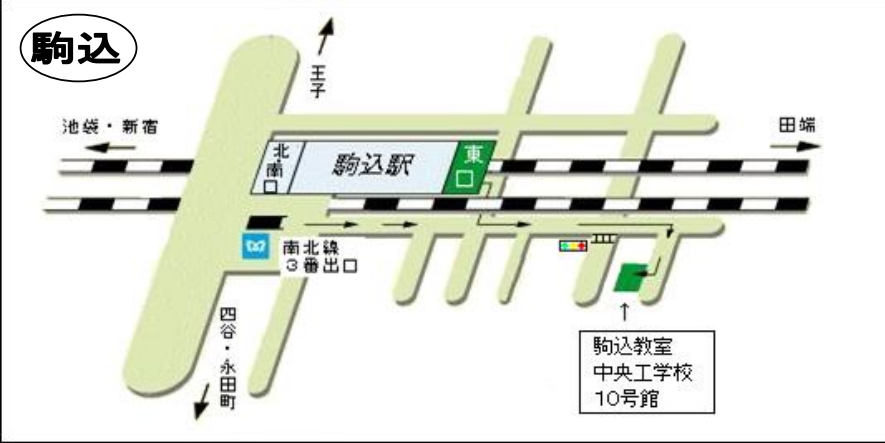 駒込
王子
池袋・新宿
田端
北・南口
駒込駅
東口
南北線
3番出口
四谷・永田町
駒込教室
中央工学校
10号館